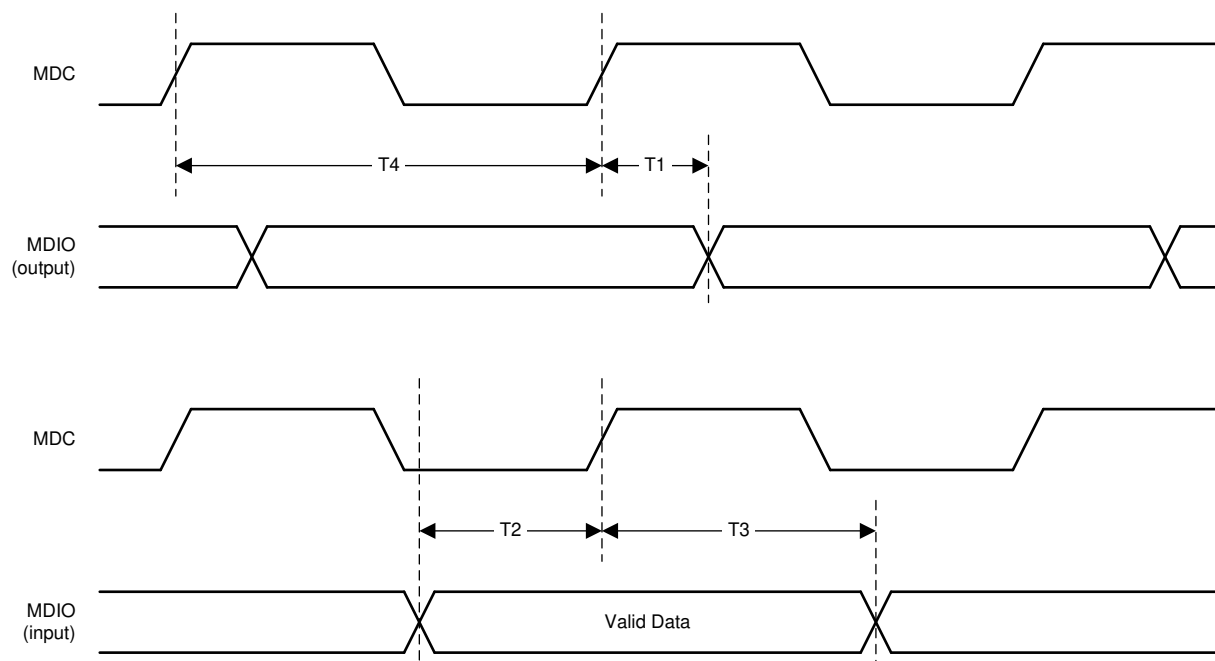 MDC
T4
T1
MDIO
(output)
MDC
T2
T3
MDIO
(input)
Valid Data